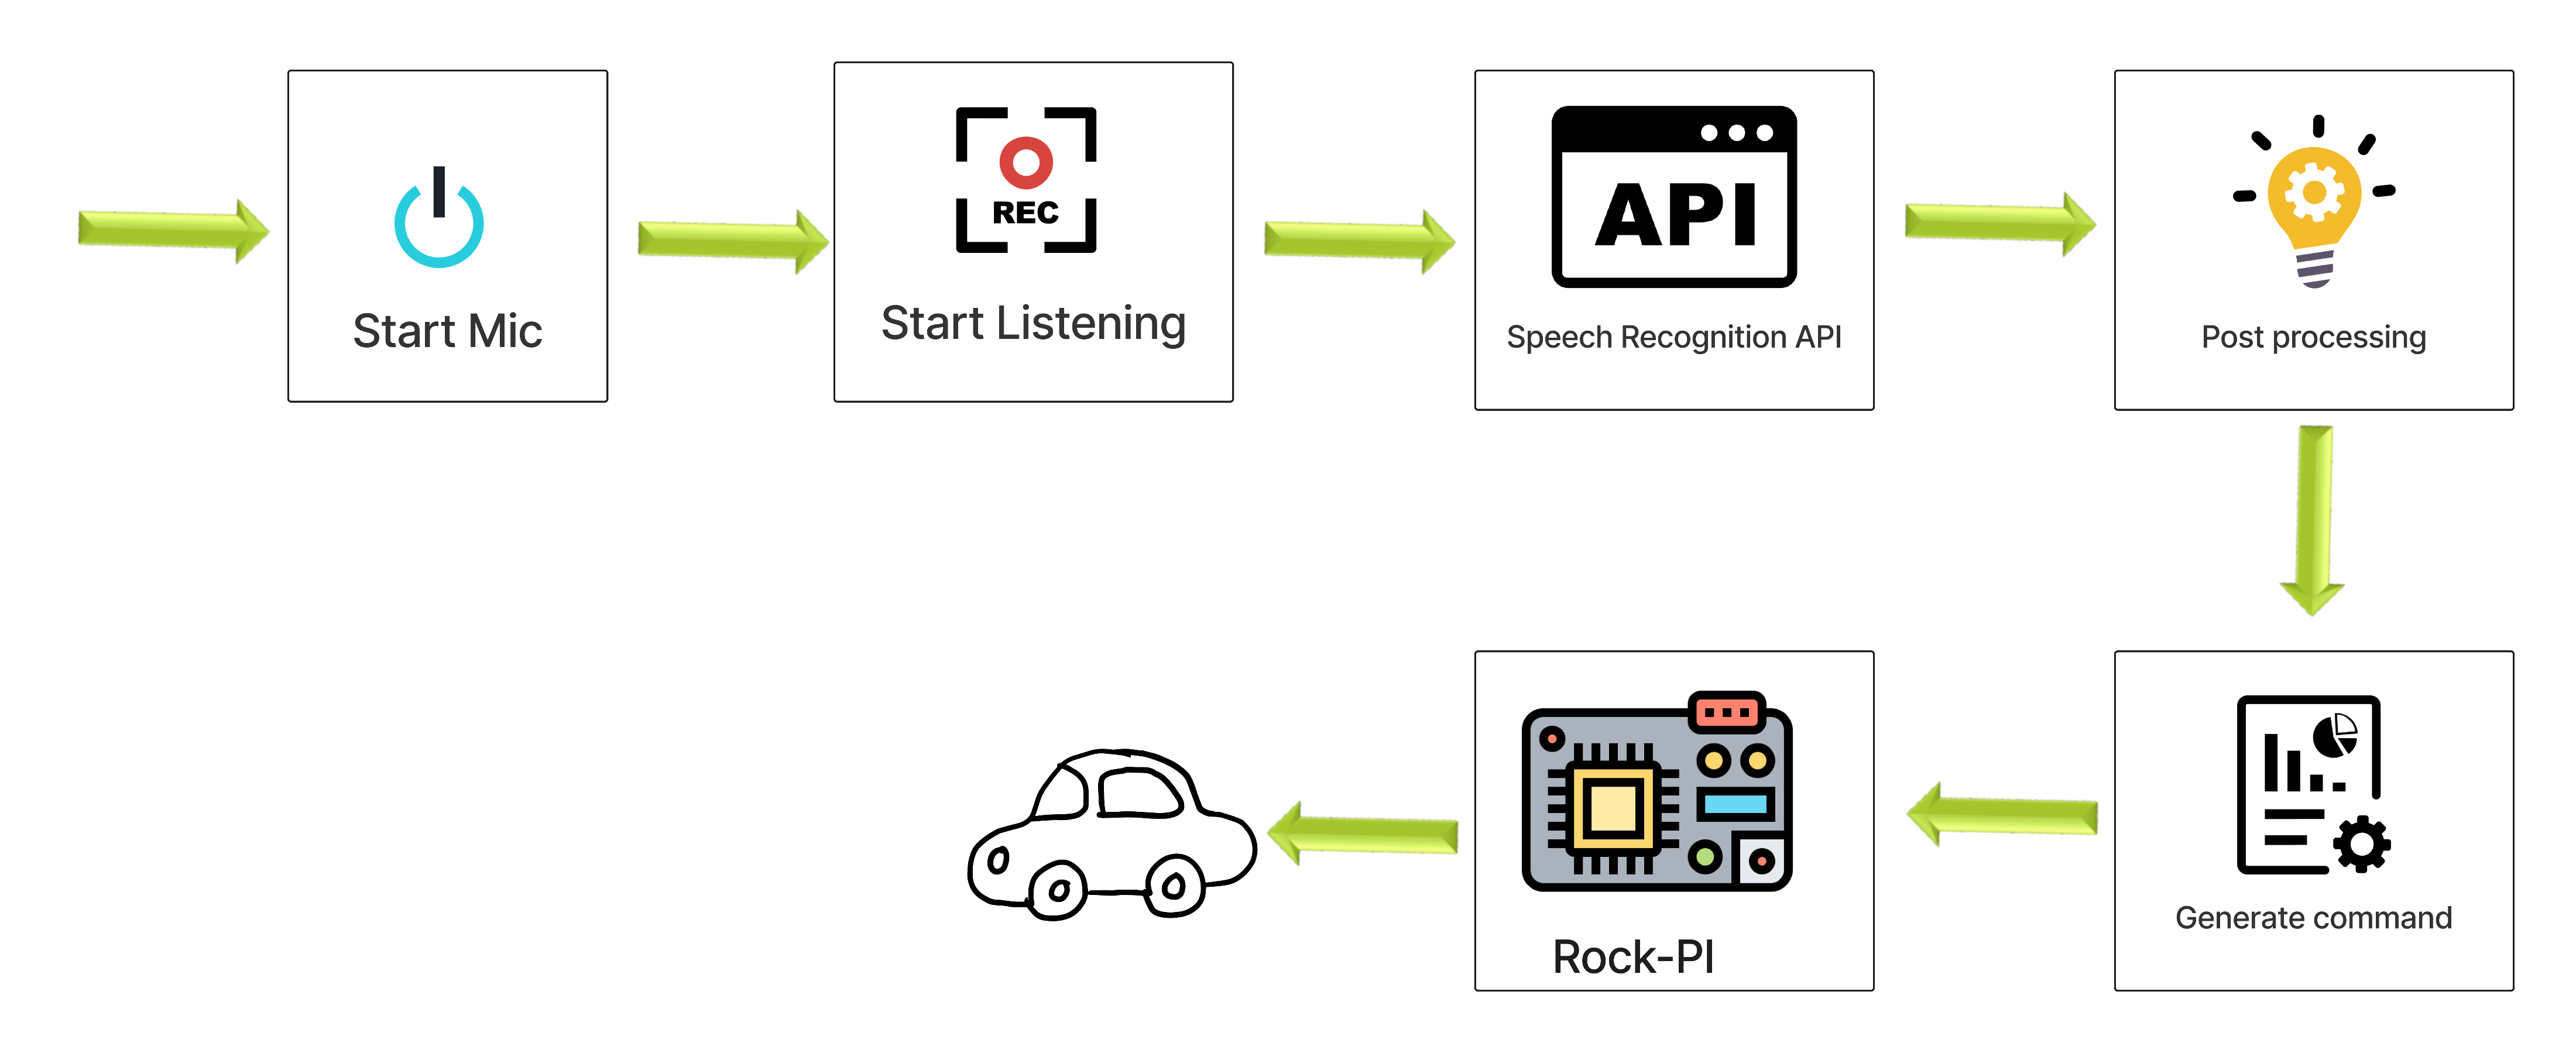 Start Mic
REC
Start Listening
API
Speech Recognition API
Post processing
Generate command
Rock-PI